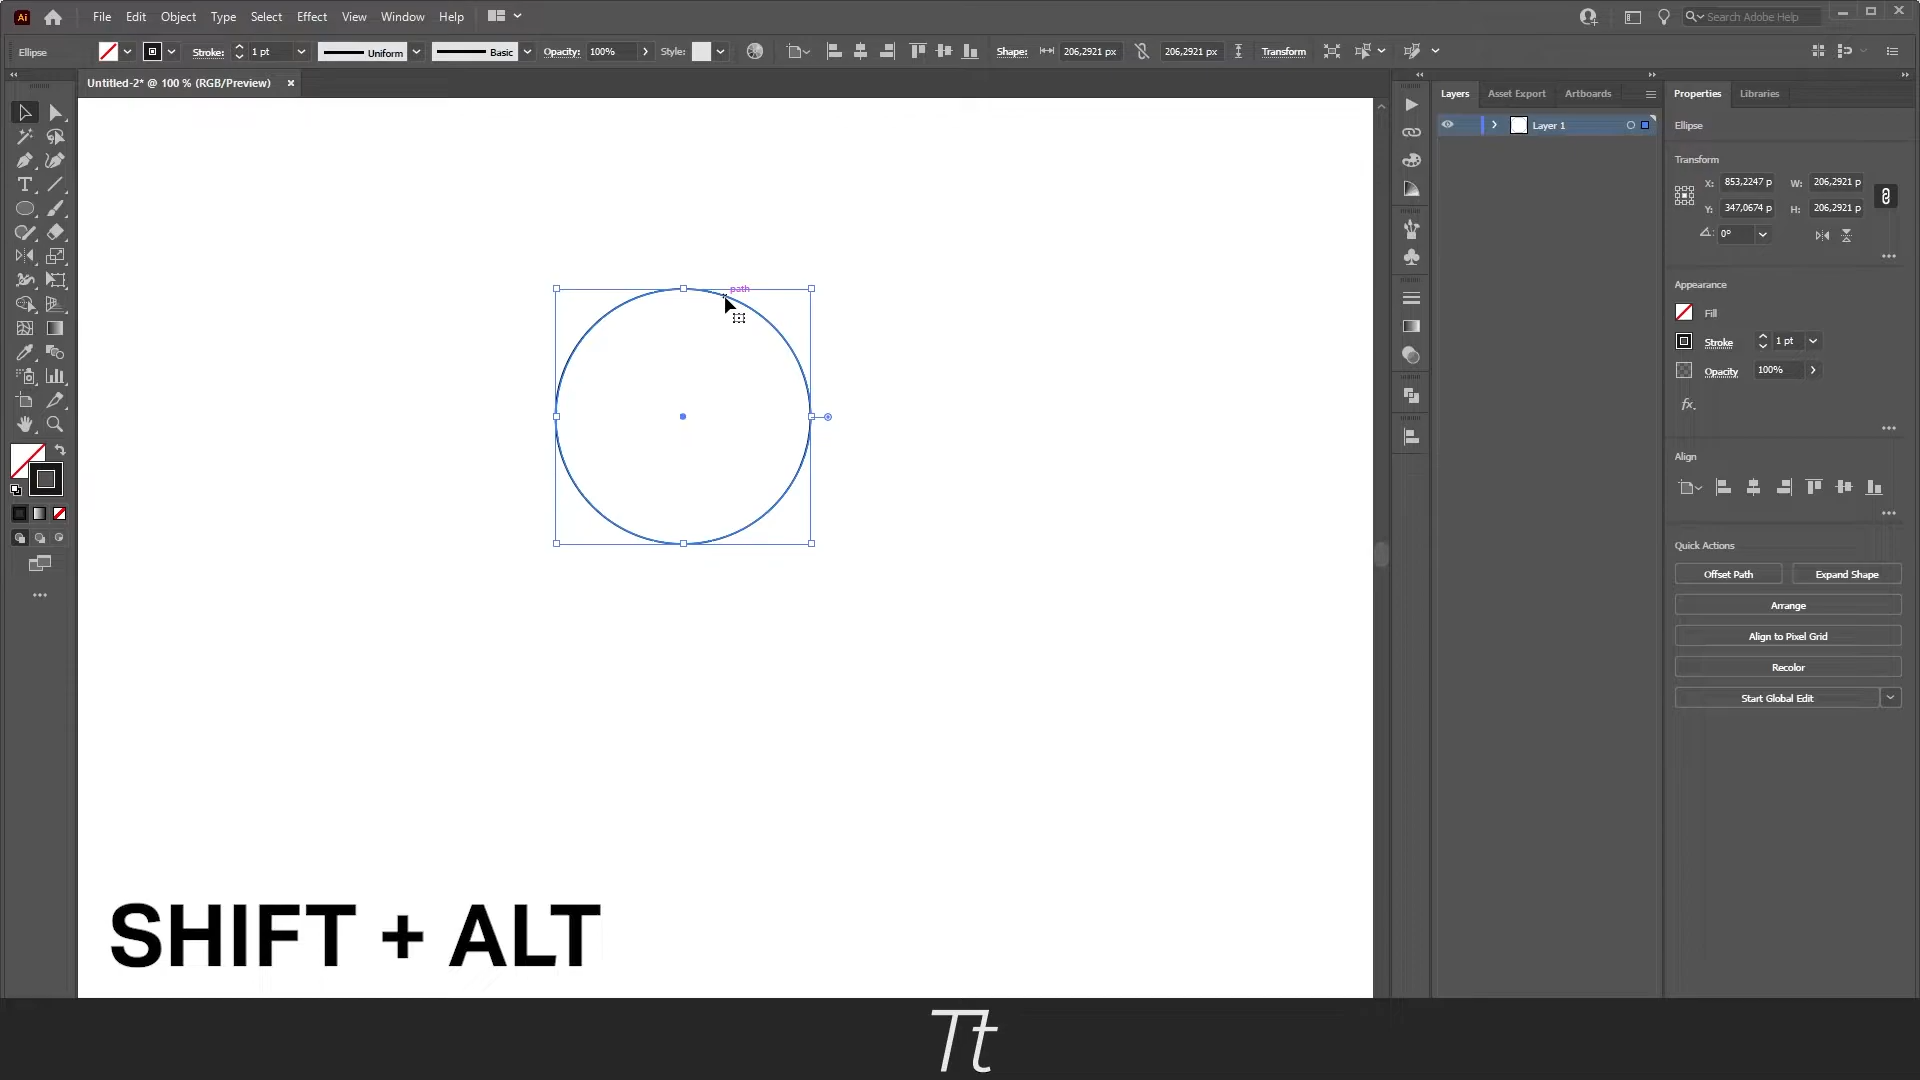 File Edit Object Type Select Effect View Window Help Search Adobe Help
Ellipse Stroke: 1 pt Uniform Basic Opacity: 100% Style: Shape: 206,2921 px 206,2921 px Transform
Untitled-2* @ 100 % (RGB/Preview) ×
Layers Asset Export Artboards
Layer 1
Properties Libraries
Ellipse
Transform
X: 853,2247 p W: 206,2921 p
Y: 347,0674 p H: 206,2921 p
0°
Appearance
Fill
Stroke 1 pt
Opacity 100%
fx.
Align
Quick Actions
Offset Path Expand Shape
Arrange
Align to Pixel Grid
Recolor
Start Global Edit
path
SHIFT + ALT
Tt